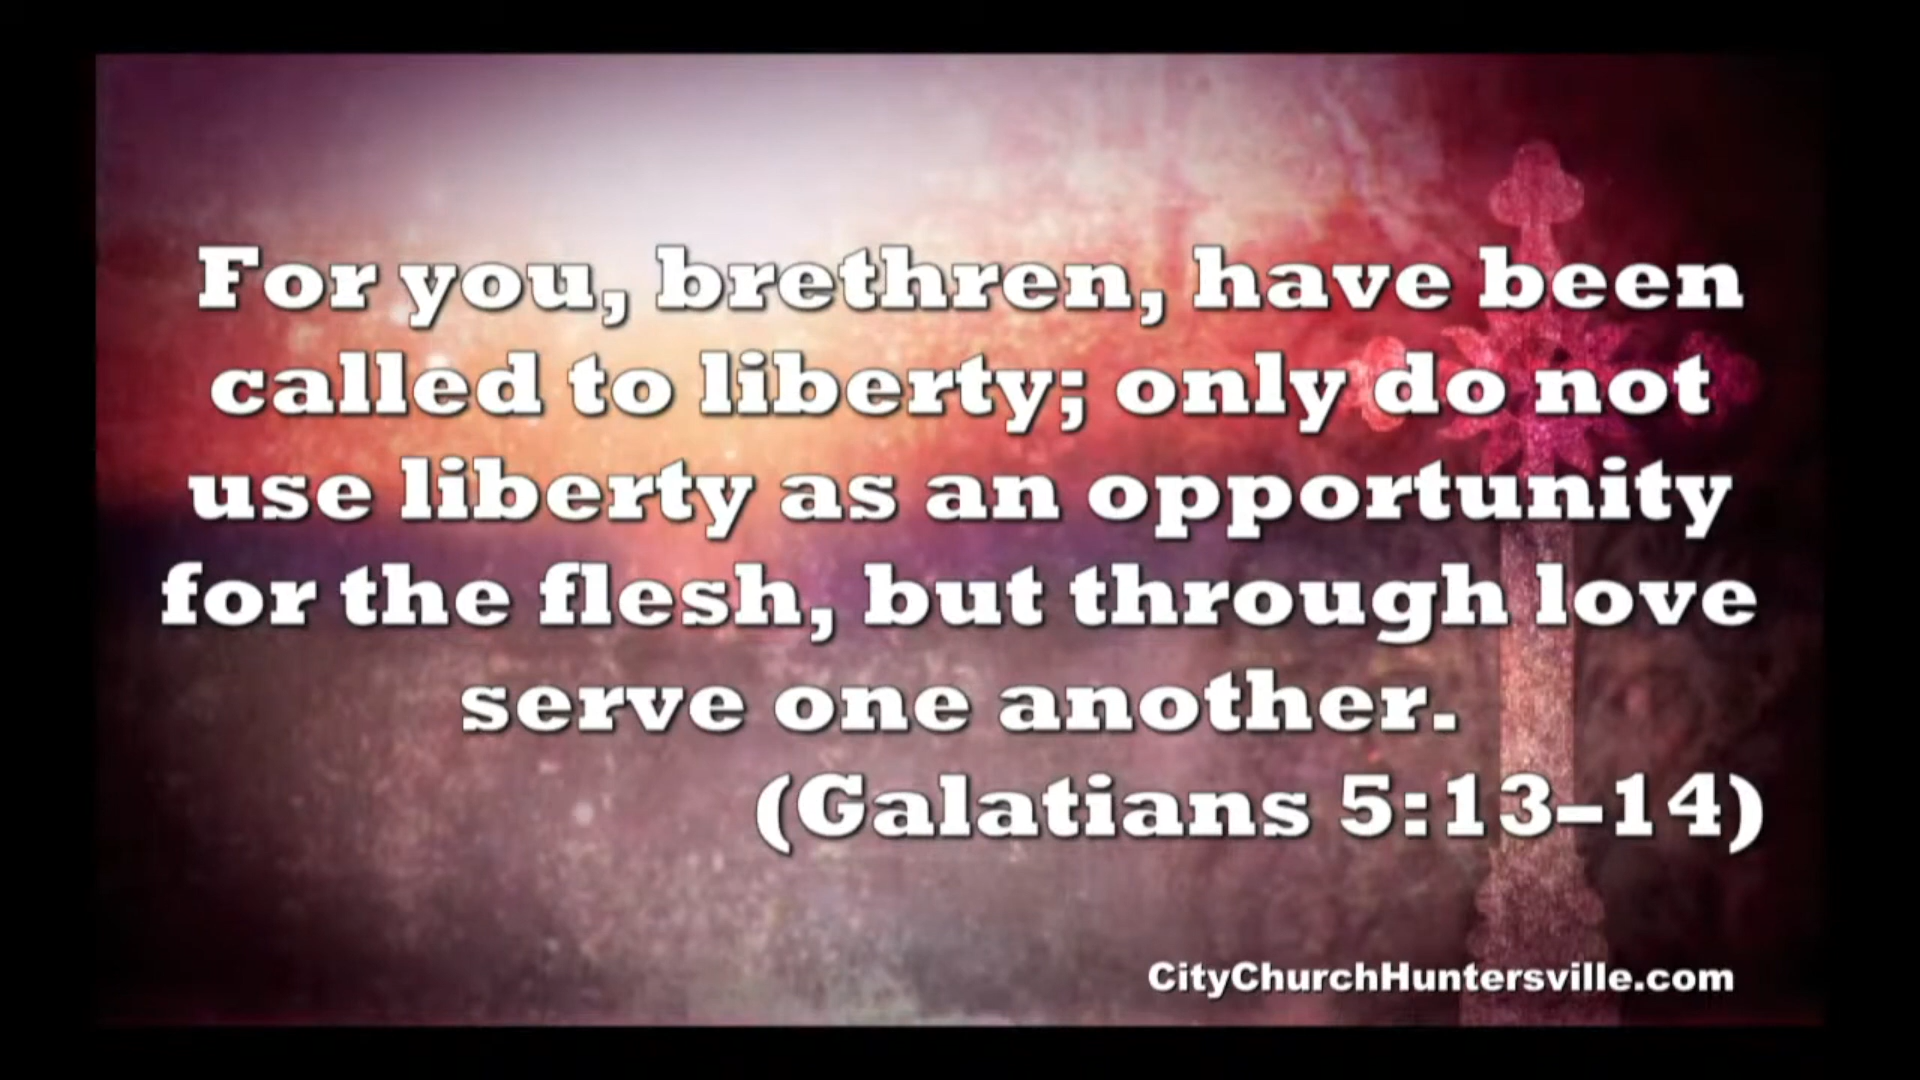 For you, brethren, have been
called to liberty; only do not
use liberty as an opportunity
for the flesh, but through love
serve one another.
(Galatians 5:13–14)
CityChurchHuntersville.com